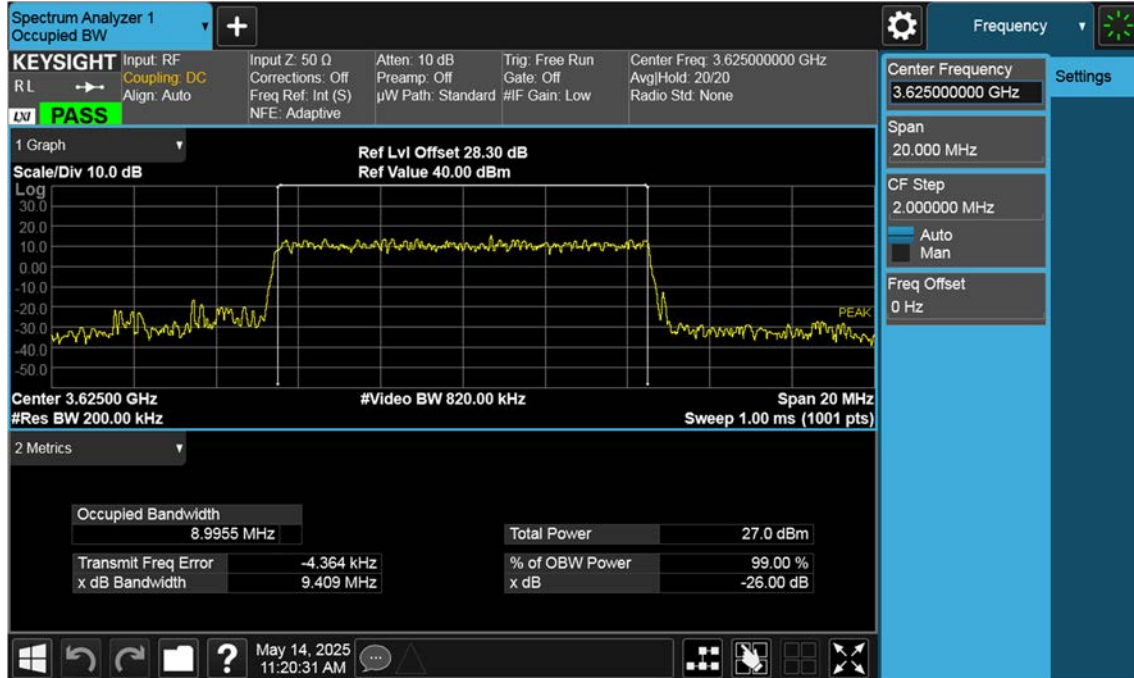 Spectrum Analyzer 1
Occupied BW
Frequency
KEYSIGHT
R L
LXI
PASS
Input: RF
Coupling: DC
Align: Auto
Input Z: 50 Ω
Corrections: Off
Freq Ref: Int (S)
NFE: Adaptive
Atten: 10 dB
Preamp: Off
µW Path: Standard
Trig: Free Run
Gate: Off
#IF Gain: Low
Center Freq: 3.625000000 GHz
Avg|Hold: 20/20
Radio Std: None
1 Graph
Scale/Div 10.0 dB
Ref Lvl Offset 28.30 dB
Ref Value 40.00 dBm
Log
30.0
20.0
10.0
0.00
-10.0
-20.0
-30.0
-40.0
-50.0
PEAK
Center 3.62500 GHz
#Video BW 820.00 kHz
Span 20 MHz
#Res BW 200.00 kHz
Sweep 1.00 ms (1001 pts)
2 Metrics
Occupied Bandwidth
8.9955 MHz
Transmit Freq Error -4.364 kHz
x dB Bandwidth 9.409 MHz
Total Power 27.0 dBm
% of OBW Power 99.00 %
x dB -26.00 dB
Center Frequency
3.625000000 GHz
Settings
Span
20.000 MHz
CF Step
2.000000 MHz
Auto
Man
Freq Offset
0 Hz
?
May 14, 2025
11:20:31 AM